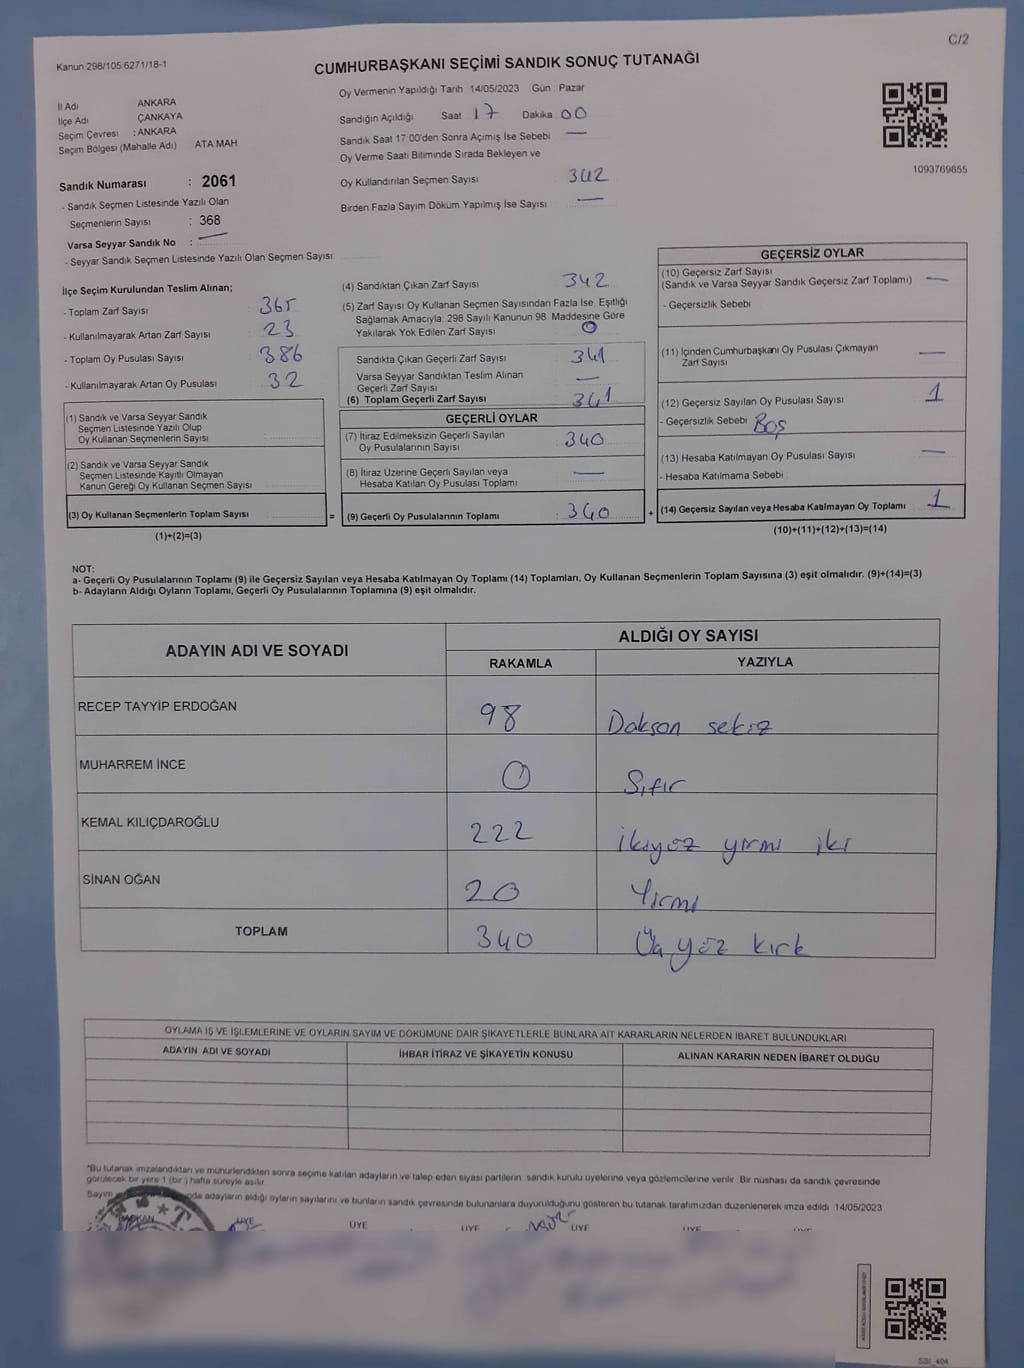 C/2
Kanun 298/105 6271/18-1
CUMHURBAŞKANI SEÇİMİ SANDIK SONUÇ TUTANAĞI
İl Adı ANKARA
İlçe Adı ÇANKAYA
Seçim Çevresi : ANKARA
Seçim Bölgesi (Mahalle Adı) ATA MAH
Sandık Numarası : 2061
- Sandık Seçmen Listesinde Yazılı Olan
Seçmenlerin Sayısı : 368
Varsa Seyyar Sandık No : —
- Seyyar Sandık Seçmen Listesinde Yazılı Olan Seçmen Sayısı:
Oy Vermenin Yapıldığı Tarih 14/05/2023 Gün : Pazar
Sandığın Açıldığı Saat 17 Dakika 00
Sandık Saat 17 00'den Sonra Açımış İse Sebebi —
Oy Verme Saati Bitiminde Sırada Bekleyen ve
Oy Kullandırılan Seçmen Sayısı 342
Birden Fazla Sayım Döküm Yapılmış İse Sayısı —
1093769855
İlçe Seçim Kurulundan Teslim Alınan;
- Toplam Zarf Sayısı 365
- Kullanılmayarak Artan Zarf Sayısı 23
- Toplam Oy Pusulası Sayısı 386
- Kullanılmayarak Artan Oy Pusulası 32
(1) Sandık ve Varsa Seyyar Sandık
Seçmen Listesinde Yazılı Olup
Oy Kullanan Seçmenlerin Sayısı
(2) Sandık ve Varsa Seyyar Sandık
Seçmen Listesinde Kayıtlı Olmayan
Kanun Gereği Oy Kullanan Seçmen Sayısı
(3) Oy Kullanan Seçmenlerin Toplam Sayısı
(1)+(2)=(3)
(4) Sandıktan Çıkan Zarf Sayısı 342
(5) Zarf Sayısı Oy Kullanan Seçmen Sayısından Fazla İse, Eşitliği
Sağlamak Amacıyla, 298 Sayılı Kanunun 98. Maddesine Göre
Yakılarak Yok Edilen Zarf Sayısı 0
Sandıkta Çıkan Geçerli Zarf Sayısı 341
Varsa Seyyar Sandıktan Teslim Alınan
Geçerli Zarf Sayısı —
(6) Toplam Geçerli Zarf Sayısı 341
GEÇERLİ OYLAR
(7) İtiraz Edilmeksizin Geçerli Sayılan
Oy Pusulalarının Sayısı 340
(8) İtiraz Üzerine Geçerli Sayılan veya
Hesaba Katılan Oy Pusulası Toplamı —
= (9) Geçerli Oy Pusulalarının Toplamı : 340 +
GEÇERSİZ OYLAR
(10) Geçersiz Zarf Sayısı
(Sandık ve Varsa Seyyar Sandık Geçersiz Zarf Toplamı) —
- Geçersizlik Sebebi
(11) İçinden Cumhurbaşkanı Oy Pusulası Çıkmayan
Zarf Sayısı —
(12) Geçersiz Sayılan Oy Pusulası Sayısı 1
- Geçersizlik Sebebi Boş
(13) Hesaba Katılmayan Oy Pusulası Sayısı —
- Hesaba Katılmama Sebebi
(14) Geçersiz Sayılan veya Hesaba Katılmayan Oy Toplamı 1
(10)+(11)+(12)+(13)=(14)
NOT:
a- Geçerli Oy Pusulalarının Toplamı (9) ile Geçersiz Sayılan veya Hesaba Katılmayan Oy Toplamı (14) Toplamları, Oy Kullanan Seçmenlerin Toplam Sayısına (3) eşit olmalıdır. (9)+(14)=(3)
b- Adayların Aldığı Oyların Toplamı, Geçerli Oy Pusulalarının Toplamına (9) eşit olmalıdır.
ADAYIN ADI VE SOYADI ALDIĞI OY SAYISI
RAKAMLA YAZIYLA
RECEP TAYYİP ERDOĞAN 98 Doksan sekiz
MUHARREM İNCE 0 Sıfır
KEMAL KILIÇDAROĞLU 222 ikiyüz yirmi iki
SİNAN OĞAN 20 Yirmi
TOPLAM 340 Üçyüz kırk
OYLAMA İŞ VE İŞLEMLERİNE VE OYLARIN SAYIM VE DÖKÜMÜNE DAİR ŞİKAYETLERLE BUNLARA AİT KARARLARIN NELERDEN İBARET BULUNDUKLARI
ADAYIN ADI VE SOYADI İHBAR İTİRAZ VE ŞİKAYETİN KONUSU ALINAN KARARIN NEDEN İBARET OLDUĞU
*Bu tutanak imzalandıktan ve mühürlendikten sonra seçime katılan adayların ve talep eden siyasi partilerin sandık kurulu üyelerine veya gözlemcilerine verilir. Bir nüshası da sandık çevresinde
görülecek bir yere 1 (bir ) hafta süreyle asılır.
Sayım adayların aldığı oyların sayılarını ve bunların sandık çevresinde bulunanlara duyurulduğunu gösteren bu tutanak tarafımızdan düzenlenerek imza edildi 14/05/2023
BAŞKAN ÜYE ÜYE ÜYE ÜYE ÜYE